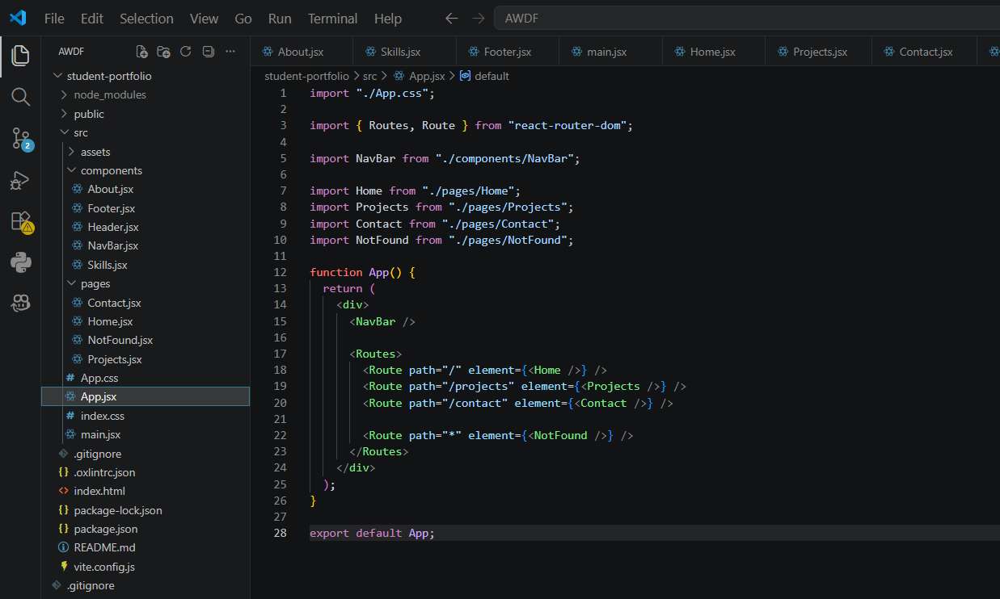 File Edit Selection View Go Run Terminal Help AWDF
AWDF
student-portfolio
node_modules
public
src
assets
components
About.jsx
Footer.jsx
Header.jsx
NavBar.jsx
Skills.jsx
pages
Contact.jsx
Home.jsx
NotFound.jsx
Projects.jsx
App.css
App.jsx
index.css
main.jsx
.gitignore
.oxlintrc.json
index.html
package-lock.json
package.json
README.md
vite.config.js
.gitignore
2
About.jsx Skills.jsx Footer.jsx main.jsx Home.jsx Projects.jsx Contact.jsx
student-portfolio > src > App.jsx > default
1 import "./App.css";
2
3 import { Routes, Route } from "react-router-dom";
4
5 import NavBar from "./components/NavBar";
6
7 import Home from "./pages/Home";
8 import Projects from "./pages/Projects";
9 import Contact from "./pages/Contact";
10 import NotFound from "./pages/NotFound";
11
12 function App() {
13   return (
14     <div>
15       <NavBar />
16
17       <Routes>
18         <Route path="/" element={<Home />} />
19         <Route path="/projects" element={<Projects />} />
20         <Route path="/contact" element={<Contact />} />
21
22         <Route path="*" element={<NotFound />} />
23       </Routes>
24     </div>
25   );
26 }
27
28 export default App;